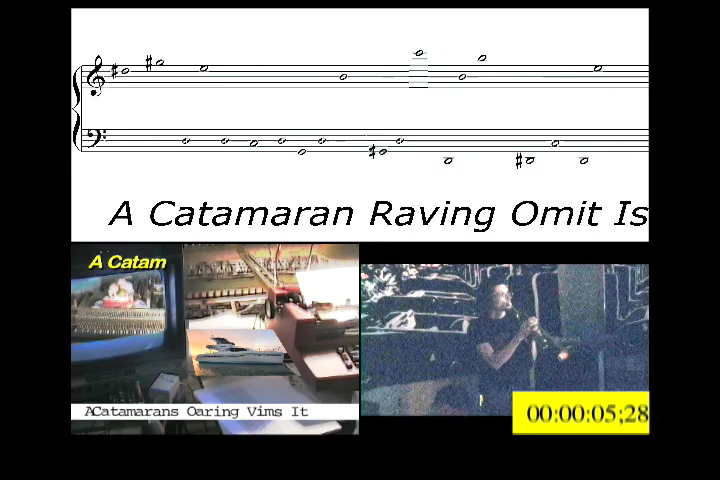 A Catamaran Raving Omit Is
A Catam
ACatamarans Oaring Vims It
00:00:05;28